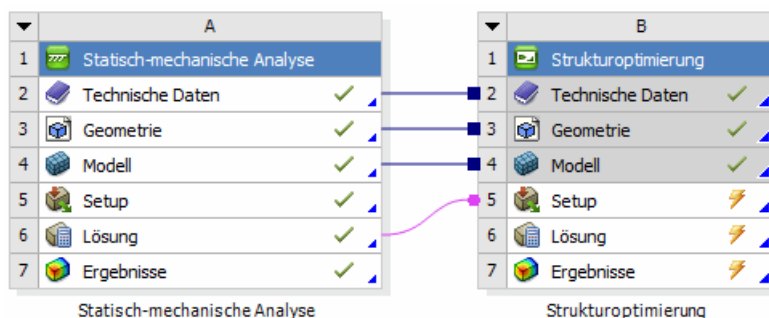 A
1 Statisch-mechanische Analyse
2 Technische Daten
3 Geometrie
4 Modell
5 Setup
6 Lösung
7 Ergebnisse
Statisch-mechanische Analyse
B
1 Strukturoptimierung
2 Technische Daten
3 Geometrie
4 Modell
5 Setup
6 Lösung
7 Ergebnisse
Strukturoptimierung